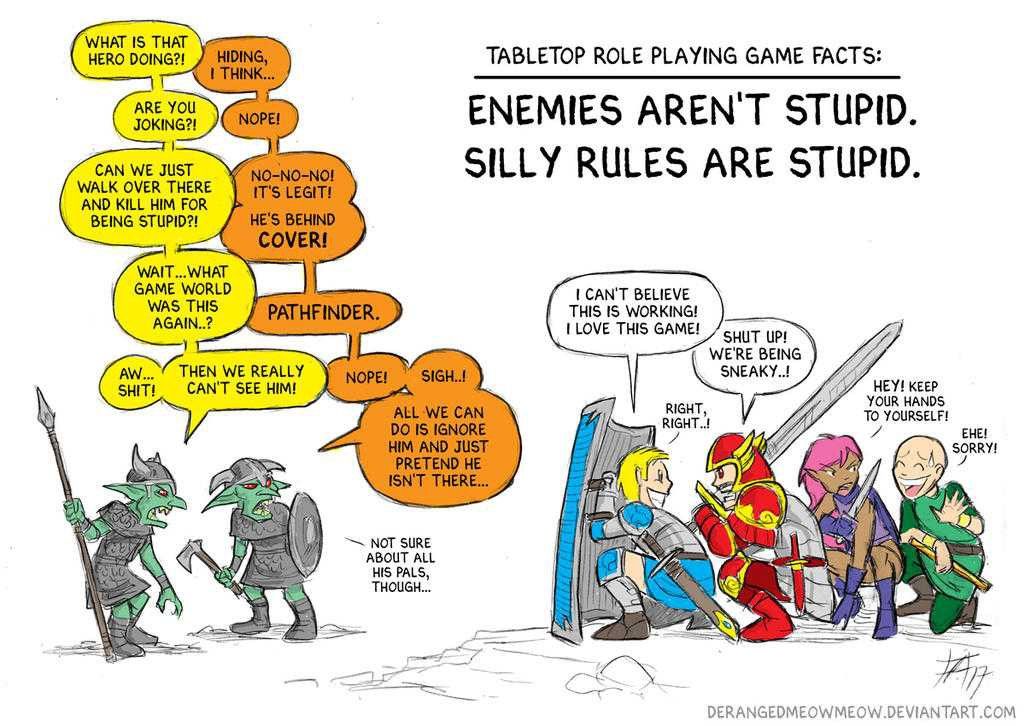 TABLETOP ROLE PLAYING GAME FACTS:
ENEMIES AREN'T STUPID.
SILLY RULES ARE STUPID.
WHAT IS THAT
HERO DOING?!
HIDING,
I THINK...
ARE YOU
JOKING?!
NOPE!
CAN WE JUST
WALK OVER THERE
AND KILL HIM FOR
BEING STUPID?!
NO-NO-NO!
IT'S LEGIT!
HE'S BEHIND
COVER!
WAIT...WHAT
GAME WORLD
WAS THIS
AGAIN..?
PATHFINDER.
AW...
SHIT!
THEN WE REALLY
CAN'T SEE HIM!
NOPE!
SIGH..!
ALL WE CAN
DO IS IGNORE
HIM AND JUST
PRETEND HE
ISN'T THERE...
NOT SURE
ABOUT ALL
HIS PALS,
THOUGH...
I CAN'T BELIEVE
THIS IS WORKING!
I LOVE THIS GAME!
SHUT UP!
WE'RE BEING
SNEAKY..!
RIGHT,
RIGHT..!
HEY! KEEP
YOUR HANDS
TO YOURSELF!
EHE!
SORRY!
DERANGEDMEOWMEOW.DEVIANTART.COM